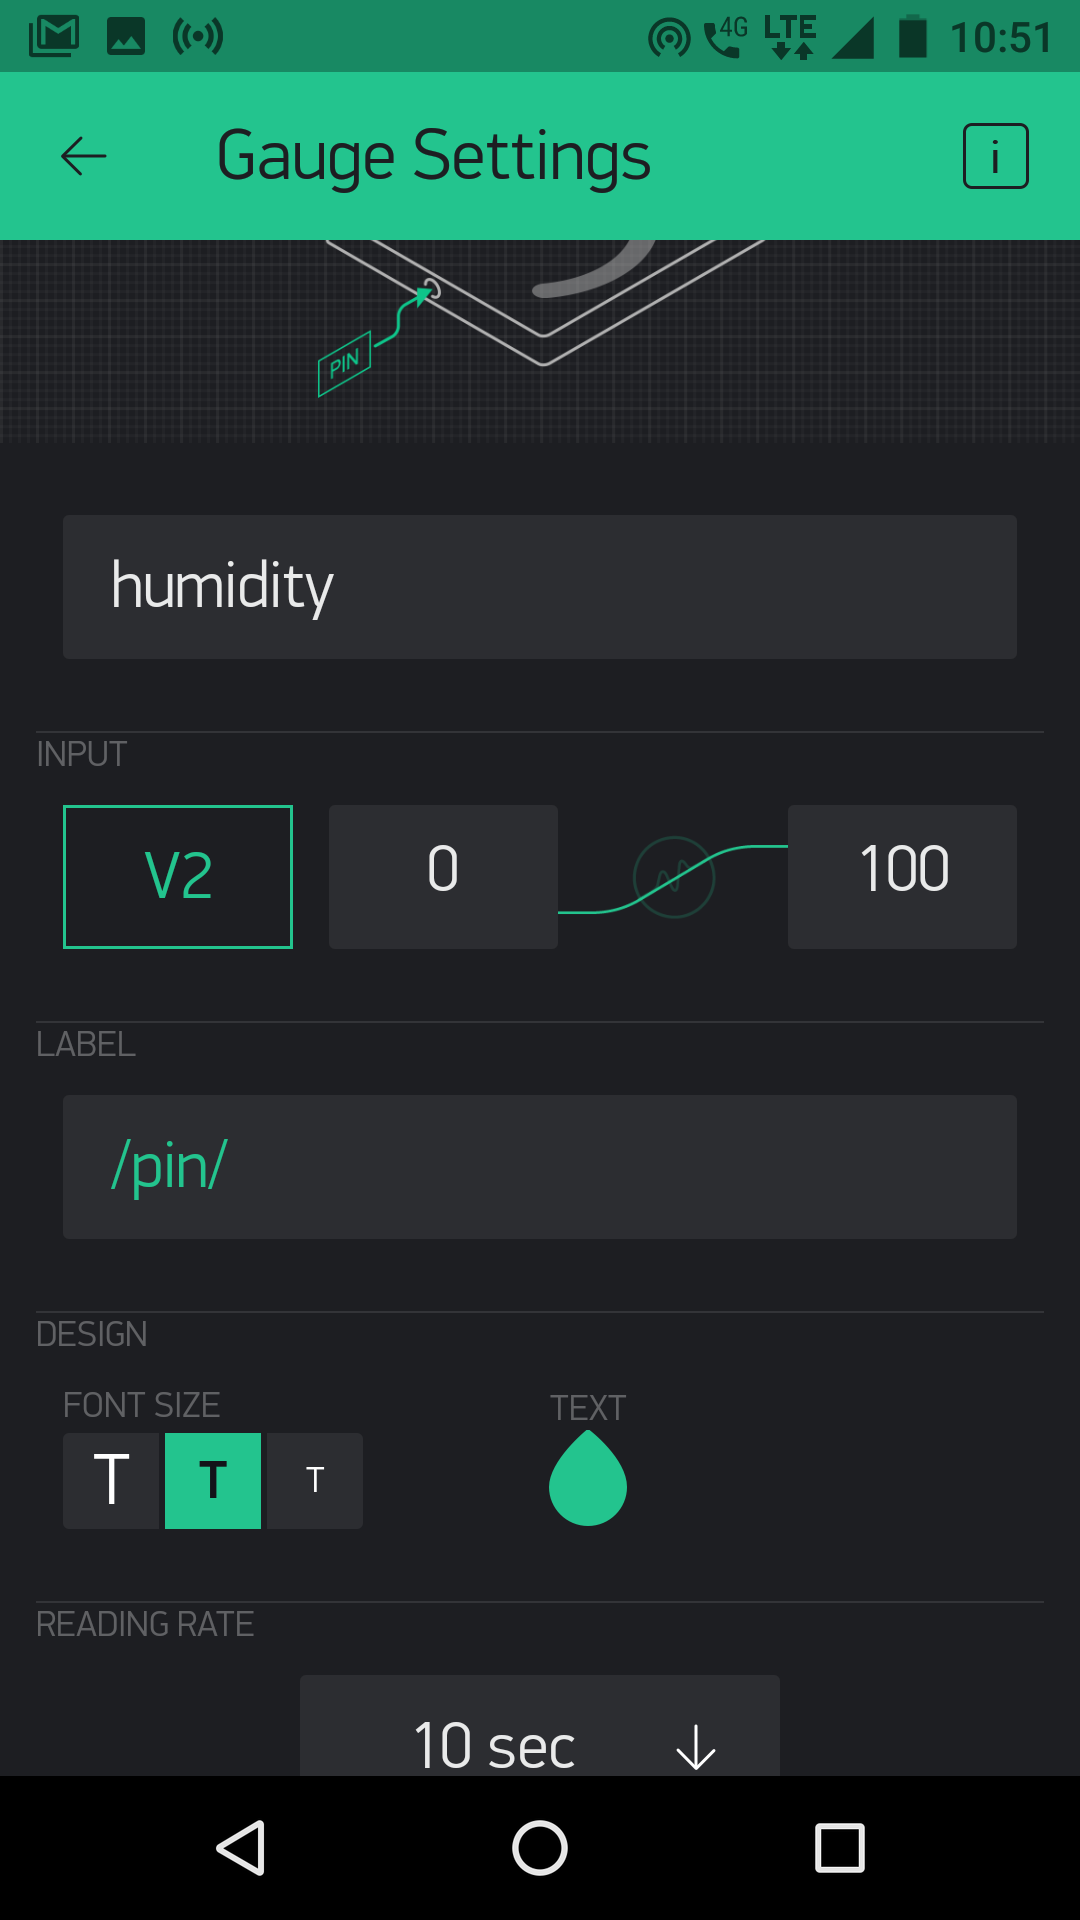 4G LTE 10:51
Gauge Settings i
PIN
humidity
INPUT
V2 0 100
LABEL
/pin/
DESIGN
FONT SIZE TEXT
T T T
READING RATE
10 sec